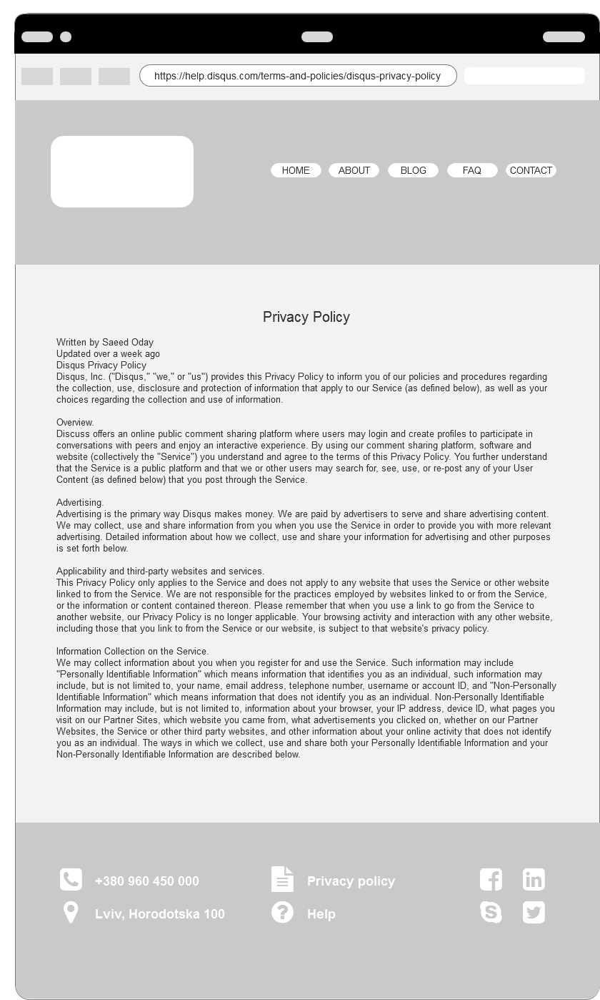 https://help.disqus.com/terms-and-policies/disqus-privacy-policy
HOME ABOUT BLOG FAQ CONTACT
Privacy Policy
Written by Saeed Oday
Updated over a week ago
Disqus Privacy Policy
Disqus, Inc. ("Disqus," "we," or "us") provides this Privacy Policy to inform you of our policies and procedures regarding
the collection, use, disclosure and protection of information that apply to our Service (as defined below), as well as your
choices regarding the collection and use of information.
Overview.
Discuss offers an online public comment sharing platform where users may login and create profiles to participate in
conversations with peers and enjoy an interactive experience. By using our comment sharing platform, software and
website (collectively the "Service") you understand and agree to the terms of this Privacy Policy. You further understand
that the Service is a public platform and that we or other users may search for, see, use, or re-post any of your User
Content (as defined below) that you post through the Service.
Advertising.
Advertising is the primary way Disqus makes money. We are paid by advertisers to serve and share advertising content.
We may collect, use and share information from you when you use the Service in order to provide you with more relevant
advertising. Detailed information about how we collect, use and share your information for advertising and other purposes
is set forth below.
Applicability and third-party websites and services.
This Privacy Policy only applies to the Service and does not apply to any website that uses the Service or other website
linked to from the Service. We are not responsible for the practices employed by websites linked to or from the Service,
or the information or content contained thereon. Please remember that when you use a link to go from the Service to
another website, our Privacy Policy is no longer applicable. Your browsing activity and interaction with any other website,
including those that you link to from the Service or our website, is subject to that website's privacy policy.
Information Collection on the Service.
We may collect information about you when you register for and use the Service. Such information may include
"Personally Identifiable Information" which means information that identifies you as an individual, such information may
include, but is not limited to, your name, email address, telephone number, username or account ID, and "Non-Personally
Identifiable Information" which means information that does not identify you as an individual. Non-Personally Identifiable
Information may include, but is not limited to, information about your browser, your IP address, device ID, what pages you
visit on our Partner Sites, which website you came from, what advertisements you clicked on, whether on our Partner
Websites, the Service or other third party websites, and other information about your online activity that does not identify
you as an individual. The ways in which we collect, use and share both your Personally Identifiable Information and your
Non-Personally Identifiable Information are described below.
+380 960 450 000 Privacy policy
Lviv, Horodotska 100 Help